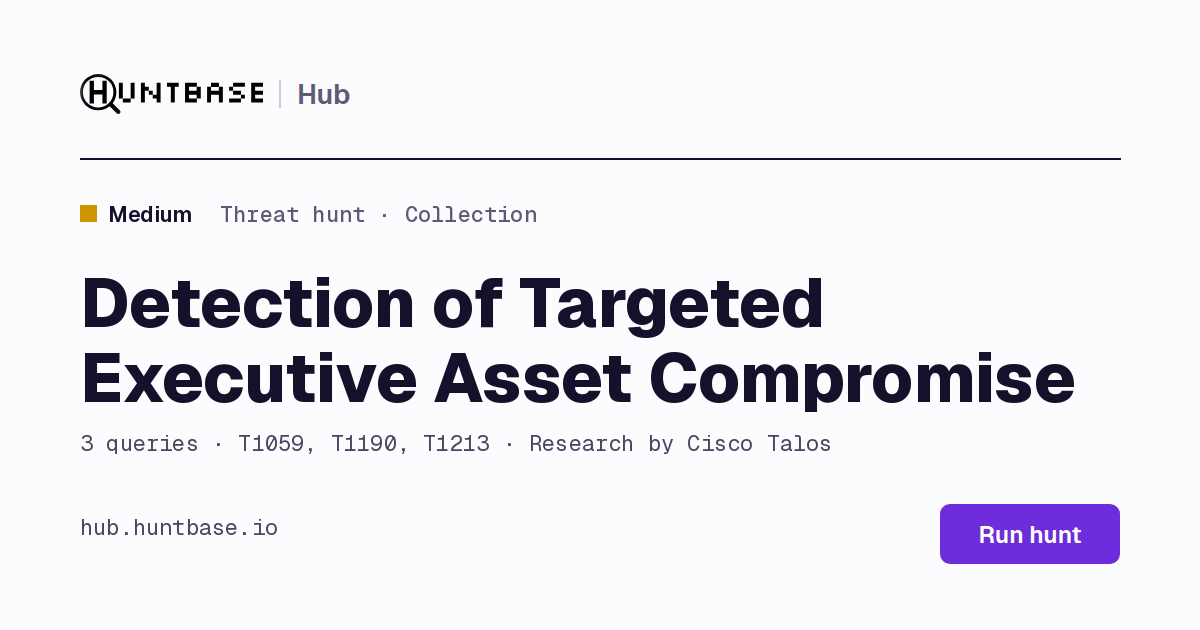 HUNTBASE | Hub
Medium Threat hunt · Collection
Detection of Targeted
Executive Asset Compromise
3 queries · T1059, T1190, T1213 · Research by Cisco Talos
hub.huntbase.io
Run hunt